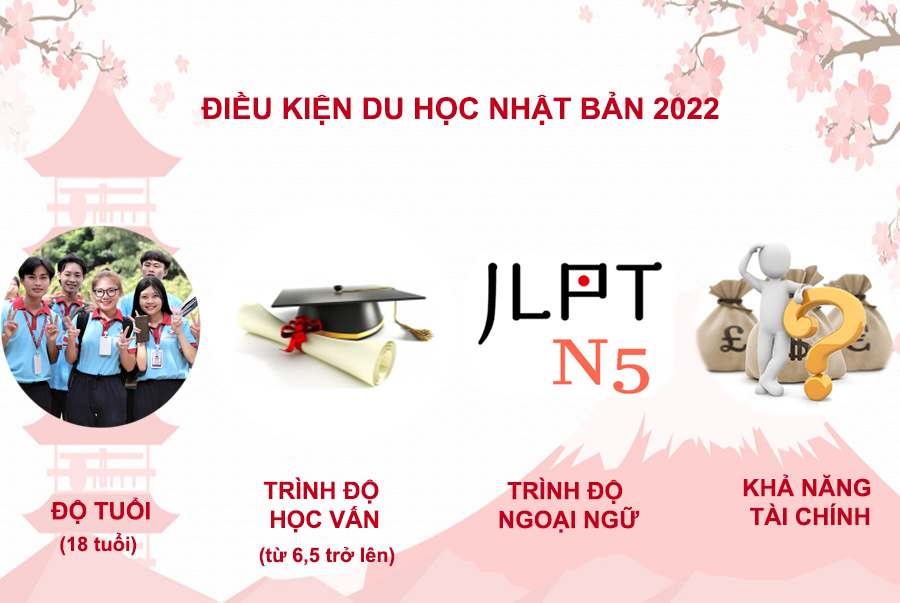 ĐIỀU KIỆN DU HỌC NHẬT BẢN 2022
JLPT
N5
£
฿
€
?
ĐỘ TUỔI
(18 tuổi)
TRÌNH ĐỘ
HỌC VẤN
(từ 6,5 trở lên)
TRÌNH ĐỘ
NGOẠI NGỮ
KHẢ NĂNG
TÀI CHÍNH